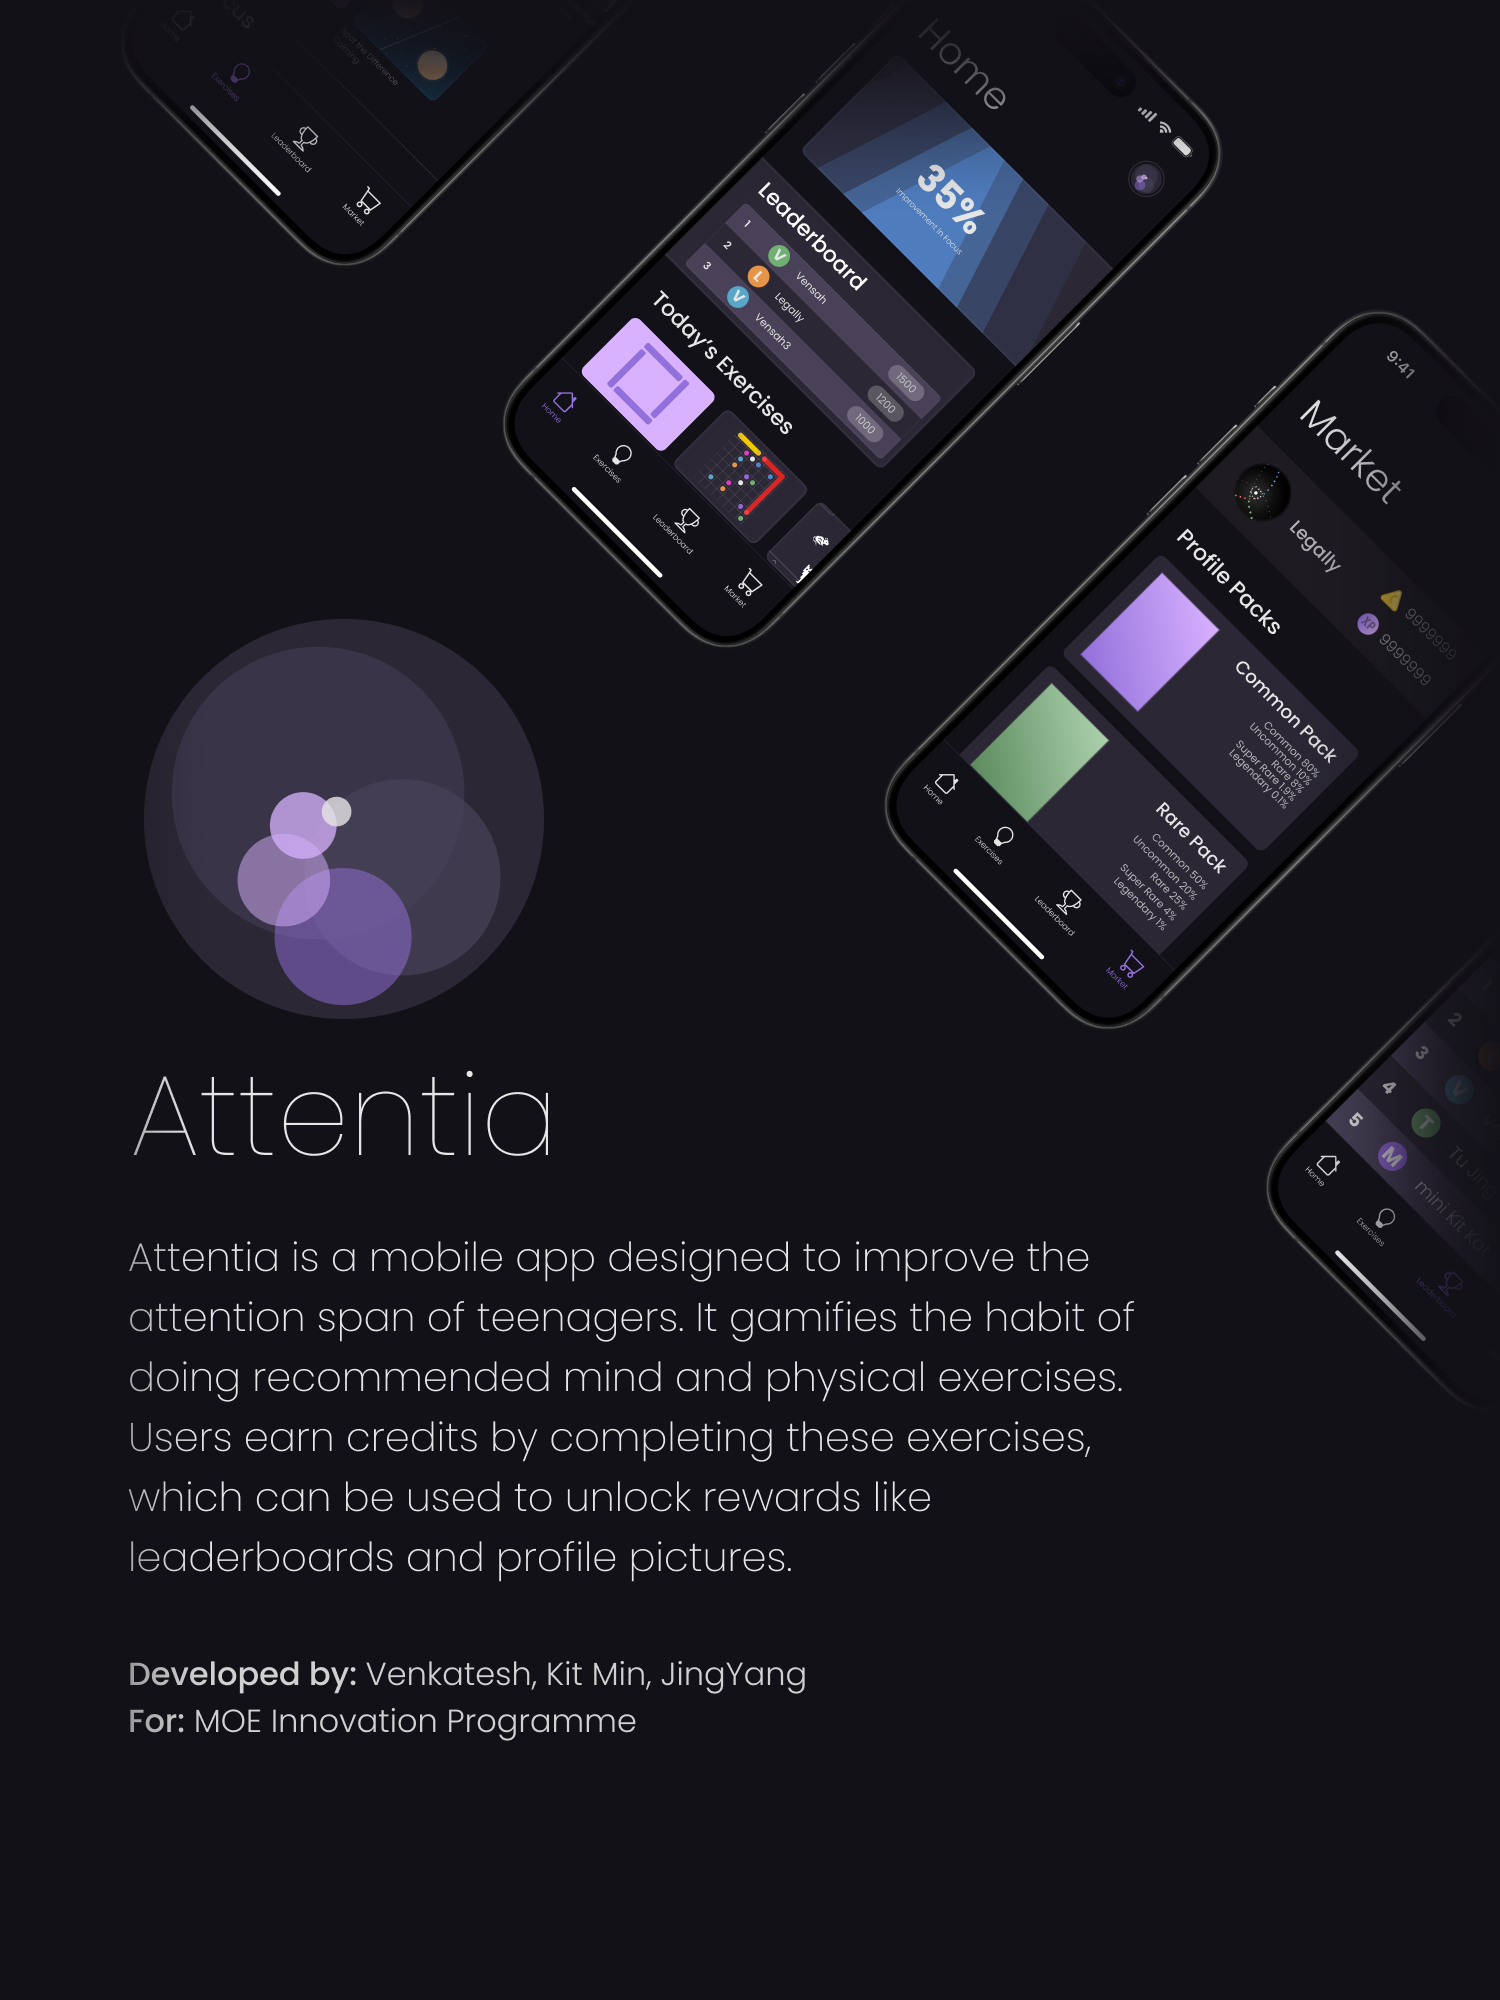 Home
Exercises
Leaderboard
Market
Spot the Difference
Home
35%
Improvement in Focus
Leaderboard
1 V Vensah 1500
2 L Legally 1200
3 V Vensah3 1000
Today's Exercises
Home
Exercises
Leaderboard
Market
9:41
Market
Legally
9999999
XP 9999999
Profile Packs
Common Pack
Common 80%
Uncommon 10%
Rare 8%
Super Rare 1.9%
Legendary 0.1%
Rare Pack
Common 50%
Uncommon 20%
Rare 25%
Super Rare 4%
Legendary 1%
Home
Exercises
Leaderboard
Market
2
3 V
4 T Tu Jing
5 M mini Kit Kat
Home
Exercises
Leaderboard
Attentia
Attentia is a mobile app designed to improve the
attention span of teenagers. It gamifies the habit of
doing recommended mind and physical exercises.
Users earn credits by completing these exercises,
which can be used to unlock rewards like
leaderboards and profile pictures.
Developed by: Venkatesh, Kit Min, JingYang
For: MOE Innovation Programme